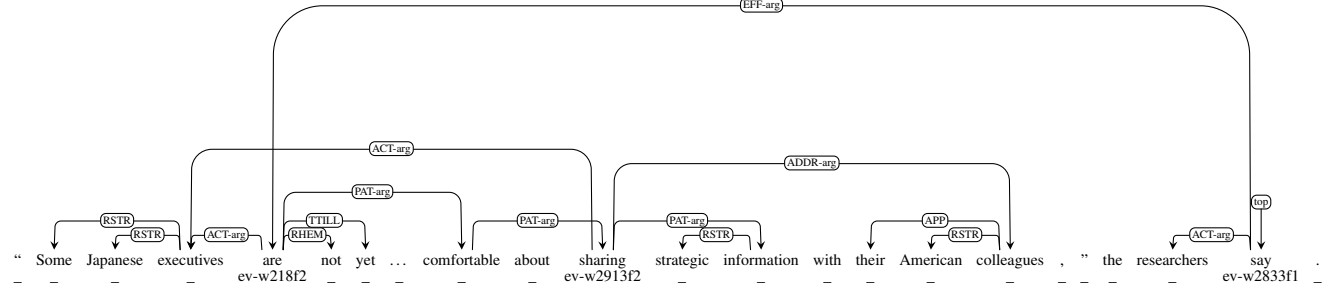 EFF-arg
ACT-arg
ADDR-arg
PAT-arg
top
RSTR TTILL PAT-arg PAT-arg APP
RSTR ACT-arg RHEM RSTR RSTR ACT-arg
“ Some Japanese executives are not yet … comfortable about sharing strategic information with their American colleagues , ” the researchers say .
_ _ _ _ ev-w218f2 _ _ _ _ _ ev-w2913f2 _ _ _ _ _ _ _ _ _ _ ev-w2833f1 _